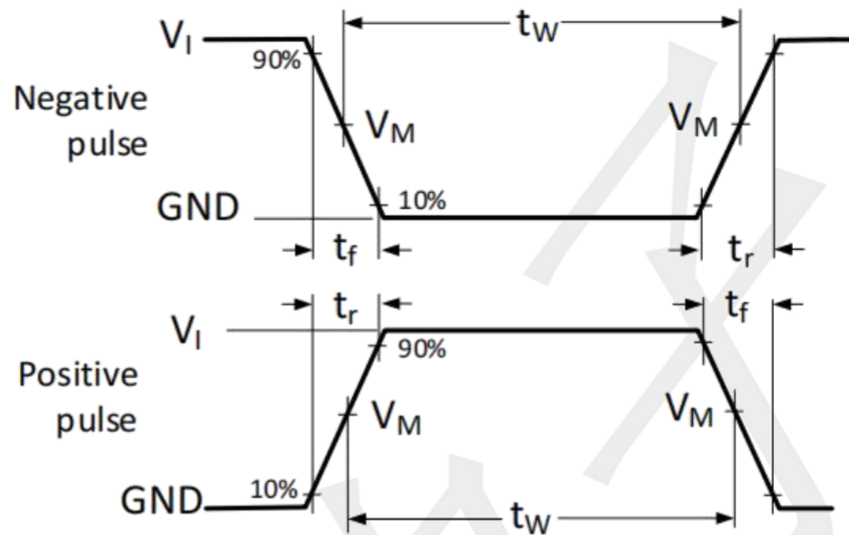 t_W
V_I
90%
Negative
pulse
V_M
V_M
GND
10%
t_f
t_r
t_r
t_f
V_I
90%
Positive
pulse
V_M
V_M
10%
GND
t_W